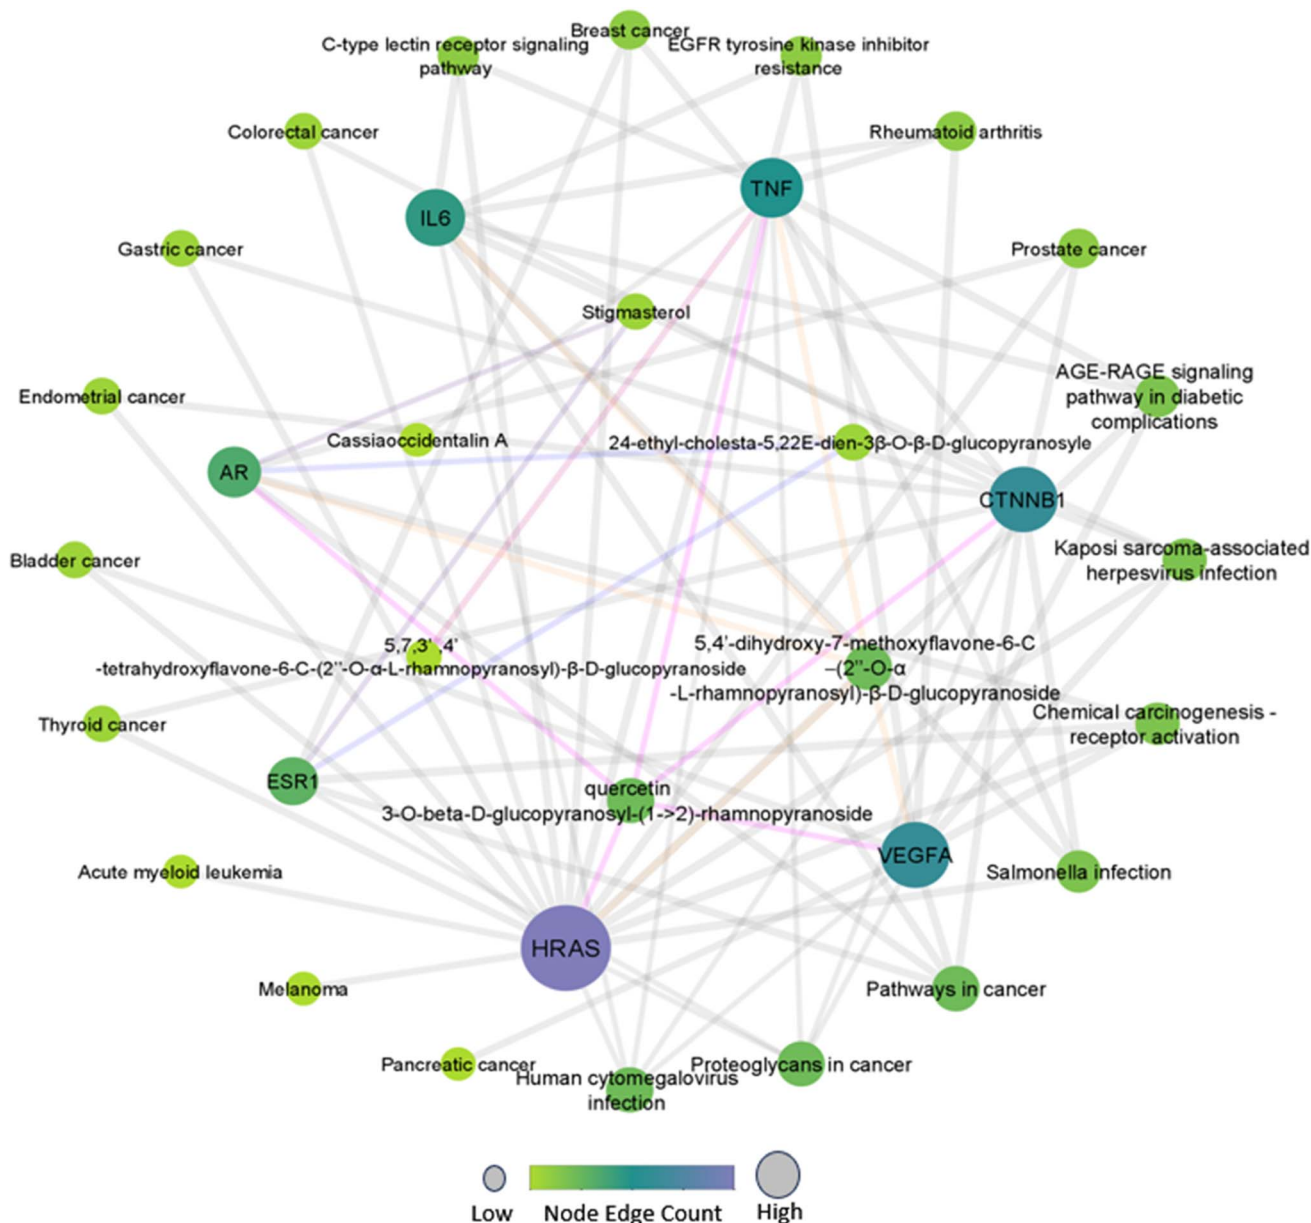 Breast cancer
C-type lectin receptor signaling
pathway
EGFR tyrosine kinase inhibitor
resistance
Colorectal cancer
Rheumatoid arthritis
TNF
IL6
Gastric cancer
Prostate cancer
Stigmasterol
AGE-RAGE signaling
pathway in diabetic
complications
Endometrial cancer
Cassiaoccidentalin A
24-ethyl-cholesta-5,22E-dien-3β-O-β-D-glucopyranosyle
AR
CTNNB1
Bladder cancer
Kaposi sarcoma-associated
herpesvirus infection
5,7,3' ,4'
-tetrahydroxyflavone-6-C-(2''-O-α-L-rhamnopyranosyl)-β-D-glucopyranoside
5,4'-dihydroxy-7-methoxyflavone-6-C
–(2''-O-α
-L-rhamnopyranosyl)-β-D-glucopyranoside
Thyroid cancer
Chemical carcinogenesis -
receptor activation
ESR1
quercetin
3-O-beta-D-glucopyranosyl-(1->2)-rhamnopyranoside
VEGFA
Acute myeloid leukemia
Salmonella infection
HRAS
Melanoma
Pathways in cancer
Pancreatic cancer
Proteoglycans in cancer
Human cytomegalovirus
infection
Low
Node Edge Count
High